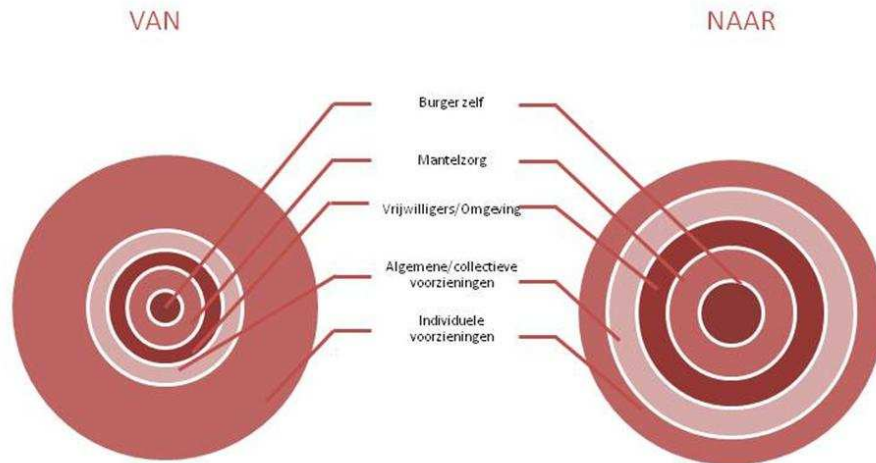 VAN
NAAR
Burger zelf
Mantelzorg
Vrijwilligers/Omgeving
Algemene/collectieve
voorzieningen
Individuele
voorzieningen